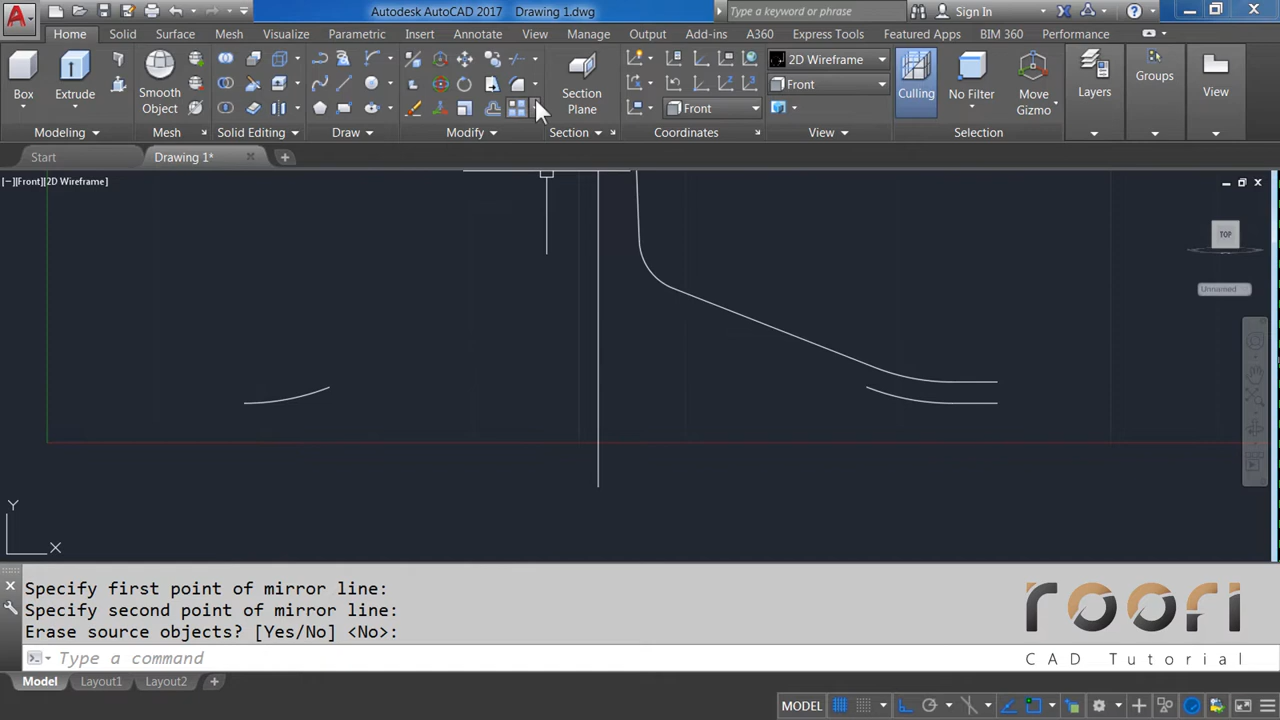 Autodesk AutoCAD 2017 Drawing 1.dwg
Type a keyword or phrase
Sign In
Home Solid Surface Mesh Visualize Parametric Insert Annotate View Manage Output Add-ins A360 Express Tools Featured Apps BIM 360 Performance
Box
Extrude
Smooth Object
Section Plane
2D Wireframe
Front
Front
Culling
No Filter
Move Gizmo
Layers
Groups
View
Modeling Mesh Solid Editing Draw Modify Section Coordinates View Selection
Start
Drawing 1*
[−][Front][2D Wireframe]
TOP
Unnamed
Y
X
Specify first point of mirror line:
Specify second point of mirror line:
Erase source objects? [Yes/No] <No>:
Type a command
roori
CAD Tutorial
Model Layout1 Layout2
MODEL